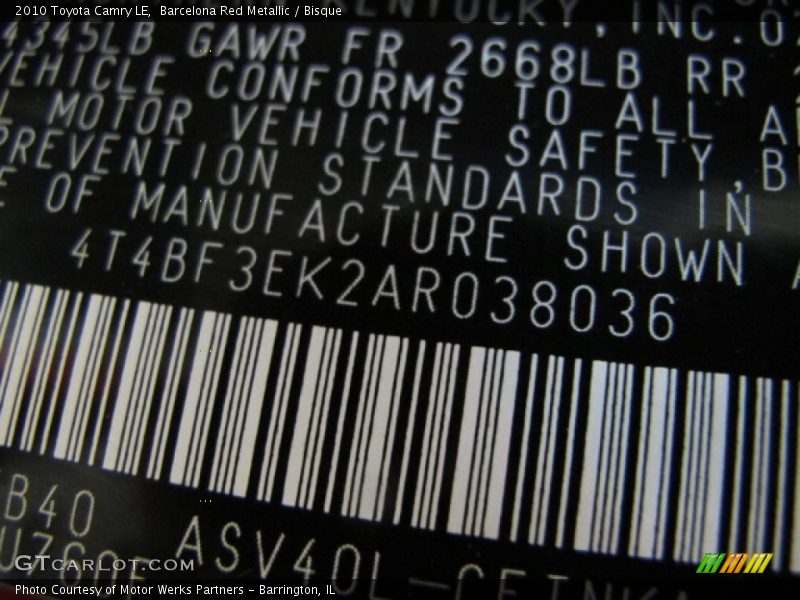 2010 Toyota Camry LE, Barcelona Red Metallic / Bisque
KENTUCKY, INC.
4345LB GAWR FR 2668LB RR
VEHICLE CONFORMS TO ALL
MOTOR VEHICLE SAFETY,
PREVENTION STANDARDS IN
OF MANUFACTURE SHOWN
4T4BF3EK2AR038036
B40
ASV40L-
GTCARLOT.COM
Photo Courtesy of Motor Werks Partners - Barrington, IL